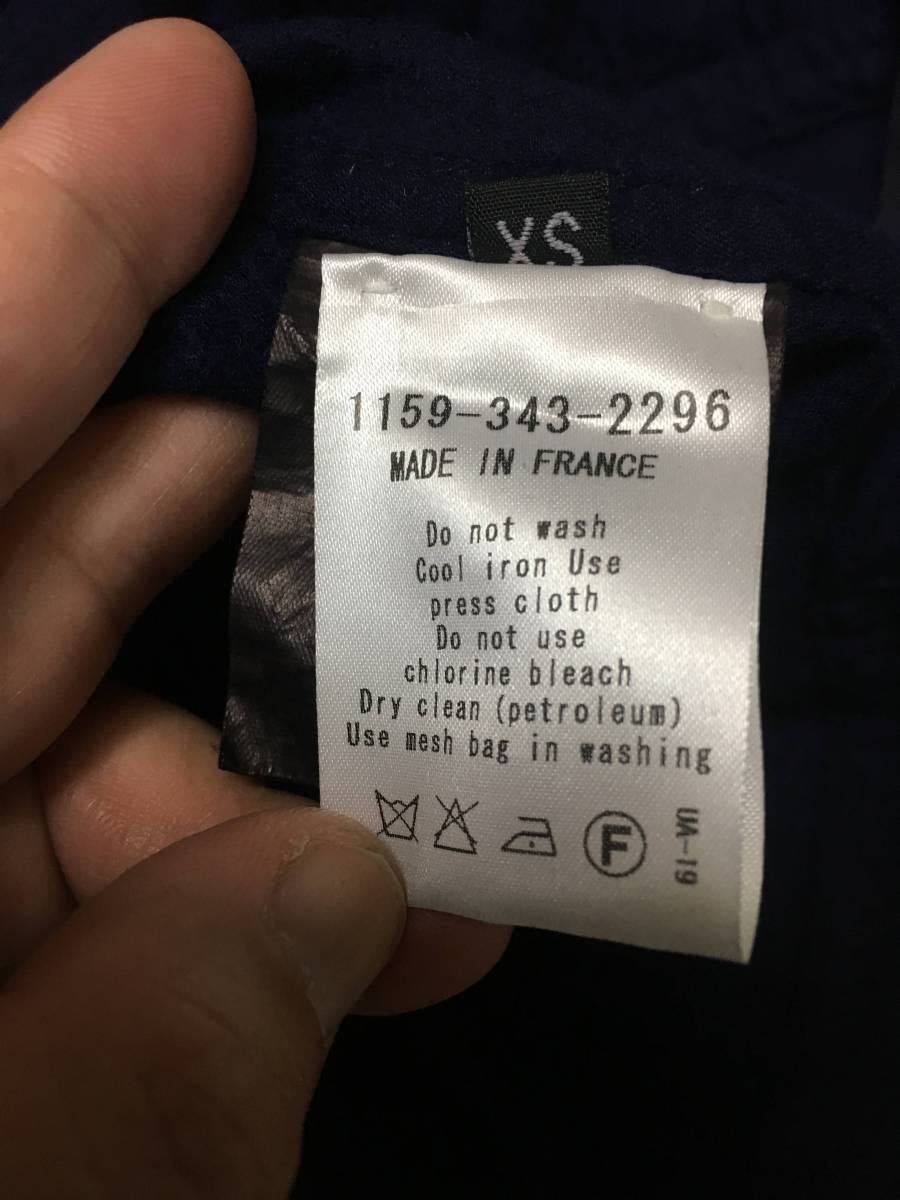 XS
1159-343-2296
MADE IN FRANCE
Do not wash
Cool iron Use
press cloth
Do not use
chlorine bleach
Dry clean (petroleum)
Use mesh bag in washing
F
UA-19